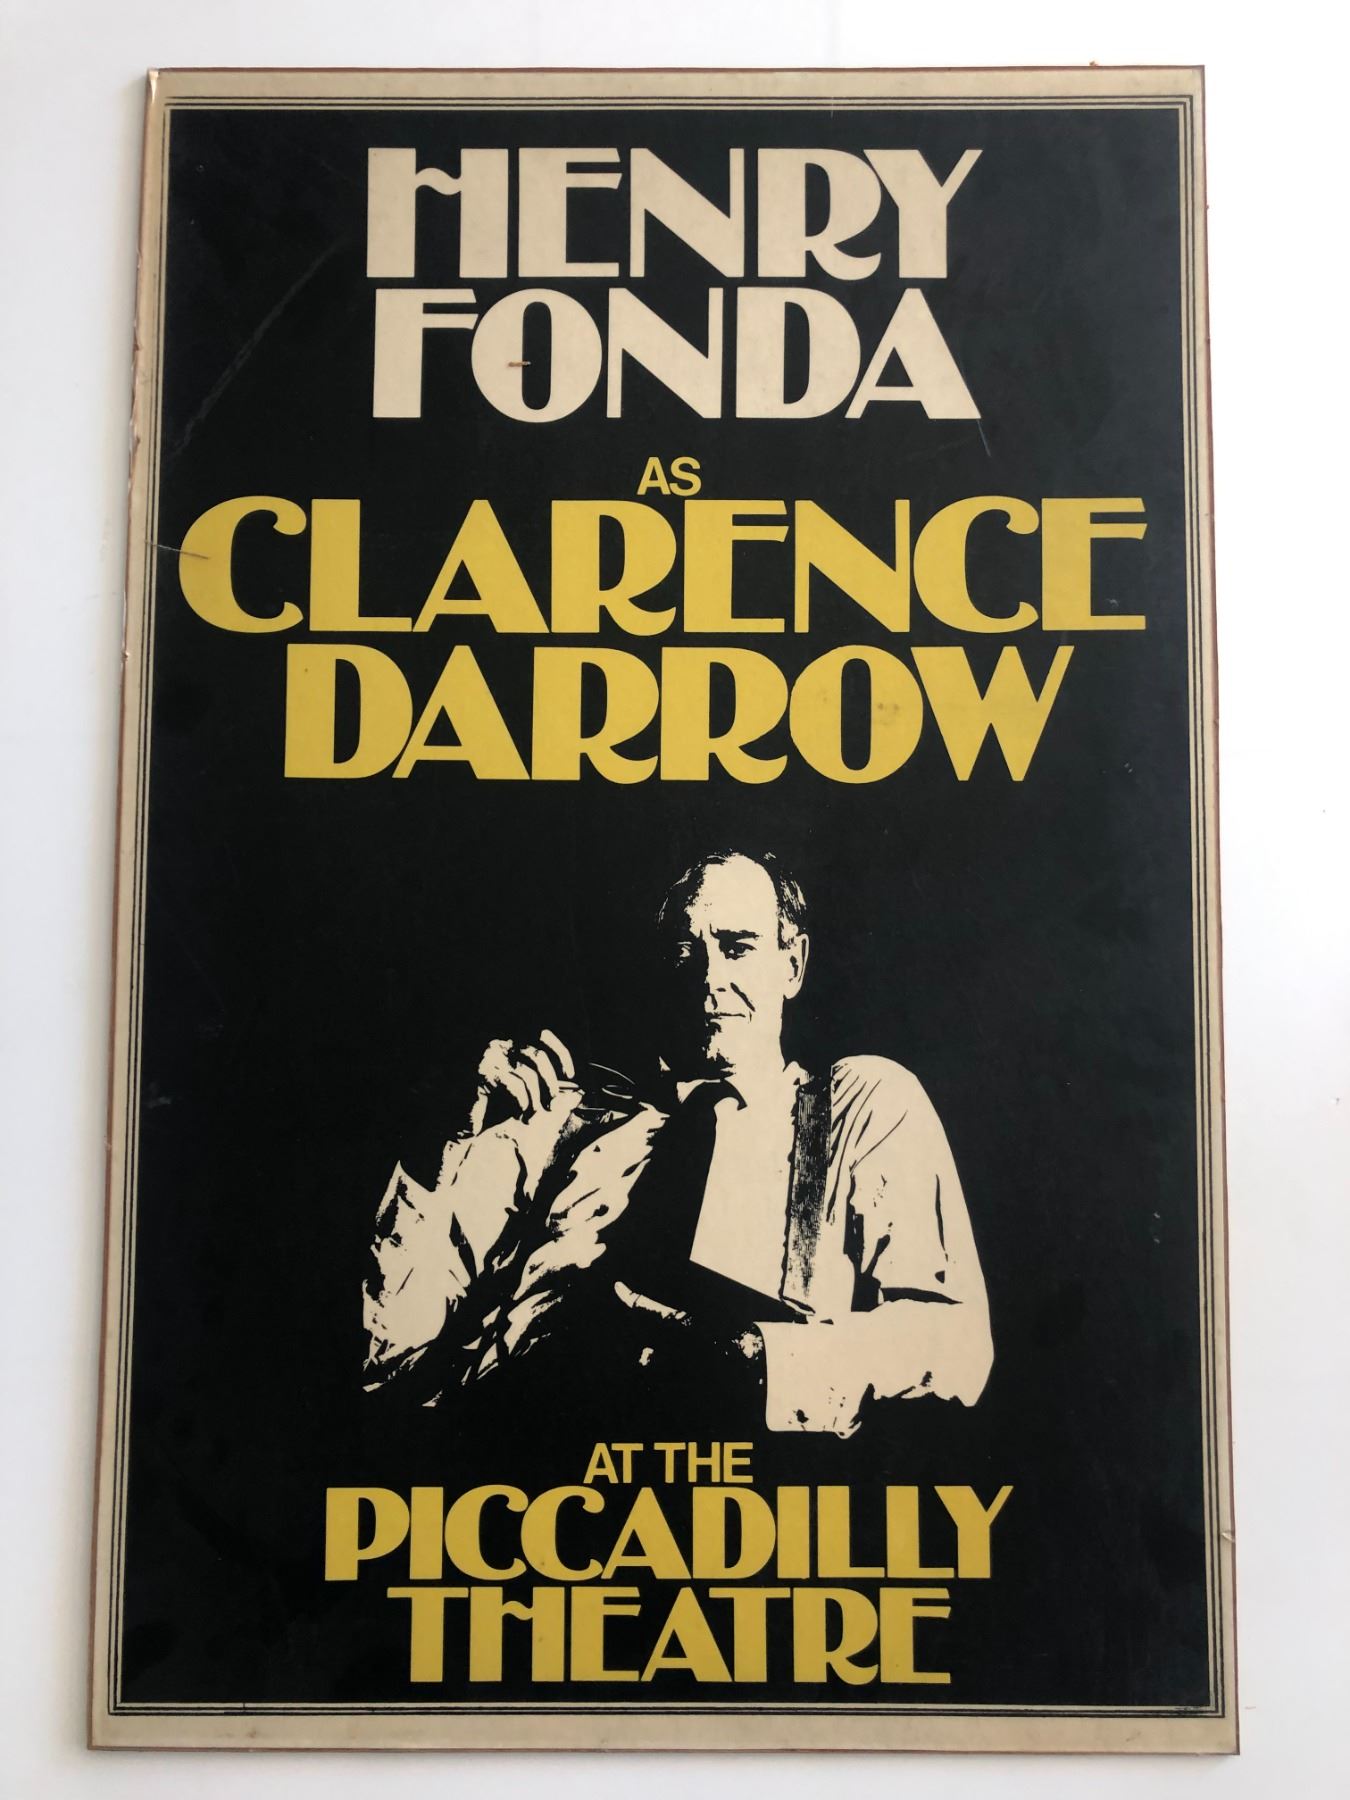 HENRY
FONDA
AS
CLARENCE
DARROW
AT THE
PICCADILLY
THEATRE